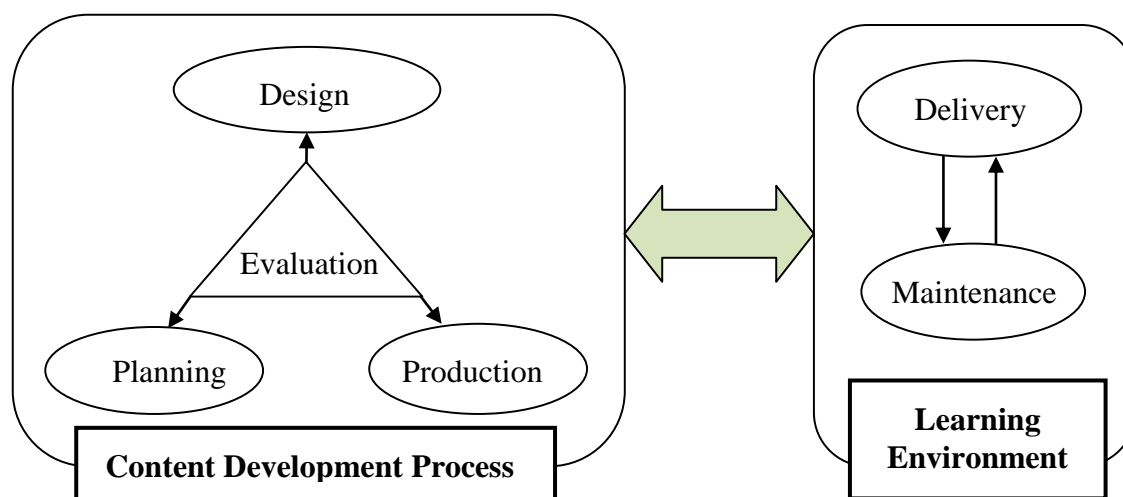 Design
Evaluation
Planning
Production
Content Development Process
Delivery
Maintenance
Learning
Environment